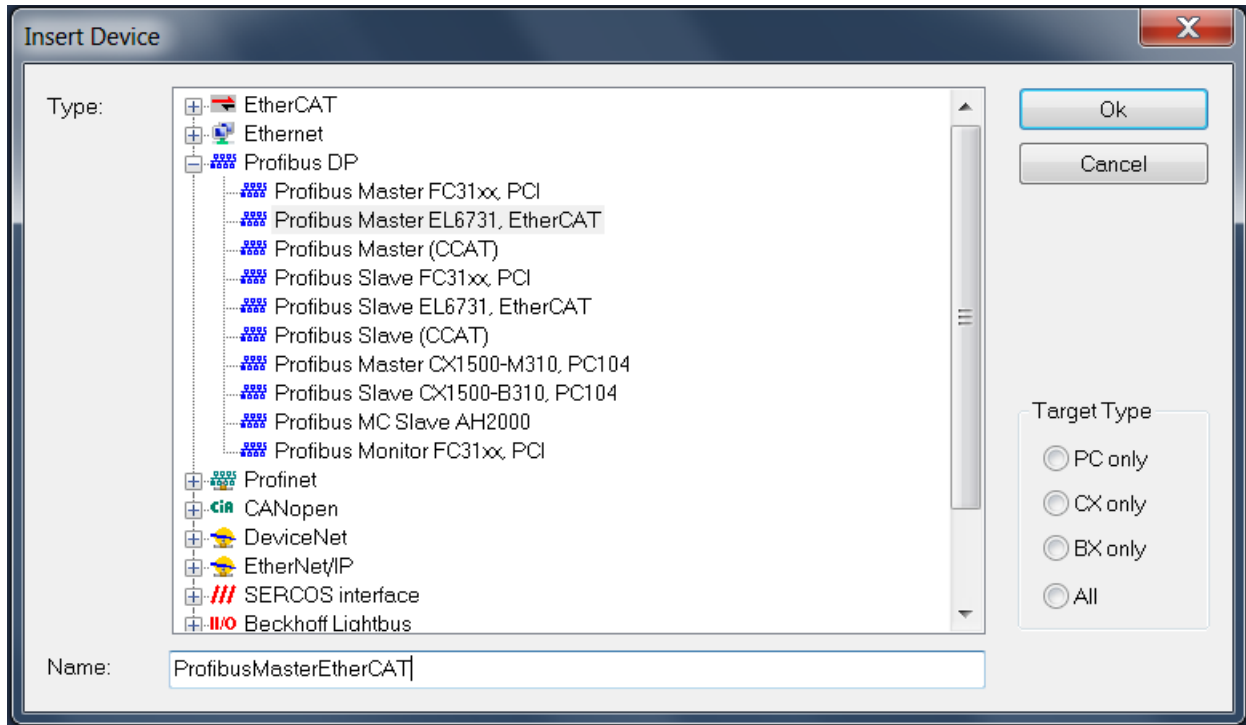 Insert Device
Type:
EtherCAT
Ethernet
Profibus DP
Profibus Master FC31xx, PCI
Profibus Master EL6731, EtherCAT
Profibus Master (CCAT)
Profibus Slave FC31xx, PCI
Profibus Slave EL6731, EtherCAT
Profibus Slave (CCAT)
Profibus Master CX1500-M310, PC104
Profibus Slave CX1500-B310, PC104
Profibus MC Slave AH2000
Profibus Monitor FC31xx, PCI
Profinet
CiA CANopen
DeviceNet
EtherNet/IP
SERCOS interface
II/O Beckhoff Lightbus
Ok
Cancel
Target Type
PC only
CX only
BX only
All
Name:
ProfibusMasterEtherCAT